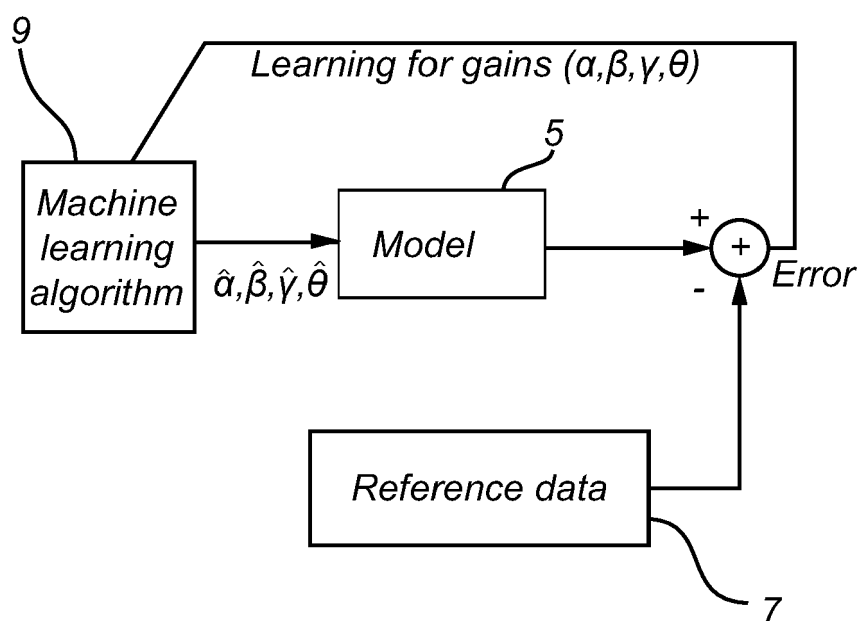 9
Learning for gains (α,β,γ,θ)
5
Machine
learning
algorithm
α̂,β̂,γ̂,θ̂
Model
+
+
-
Error
Reference data
7